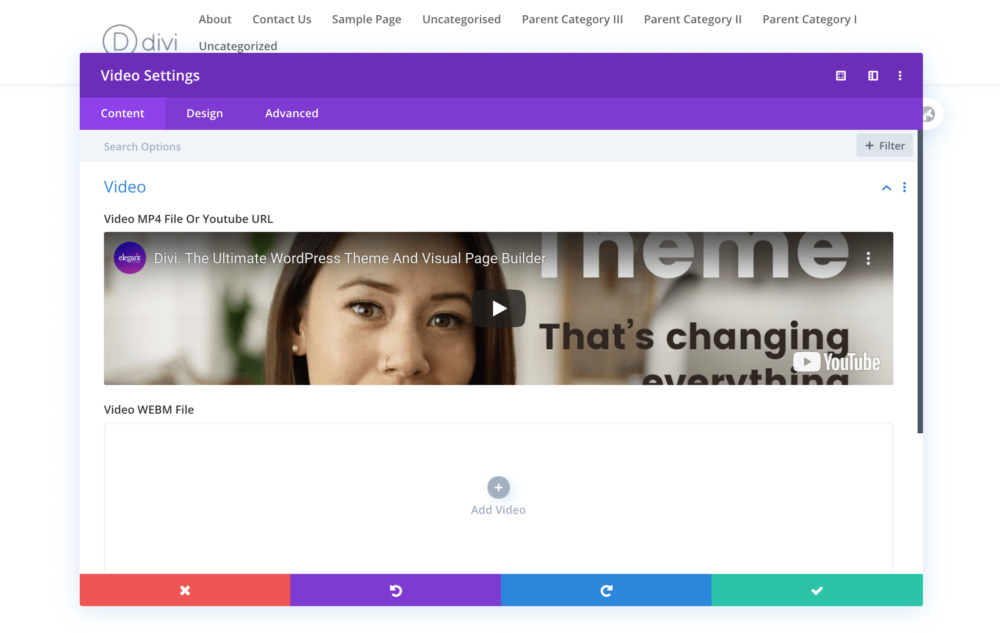 About Contact Us Sample Page Uncategorised Parent Category III Parent Category II Parent Category I
D divi
Uncategorized
Video Settings
Content Design Advanced
Search Options
+ Filter
Video
Video MP4 File Or Youtube URL
elegant
Divi. The Ultimate WordPress Theme And Visual Page Builder
Theme
That's changing
everything
YouTube
Video WEBM File
Add Video